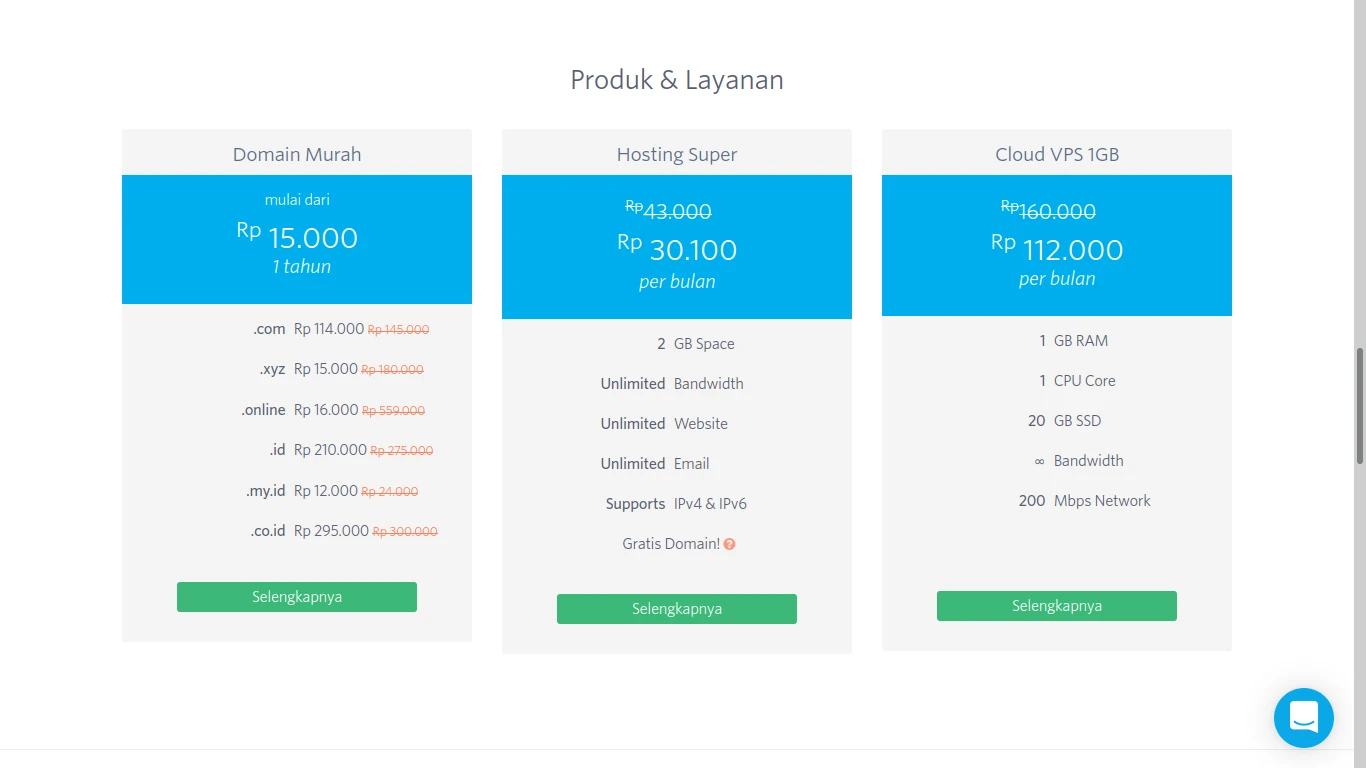 Produk & Layanan
Domain Murah
mulai dari
Rp 15.000
1 tahun
.com Rp 114.000 Rp 145.000
.xyz Rp 15.000 Rp 180.000
.online Rp 16.000 Rp 559.000
.id Rp 210.000 Rp 275.000
.my.id Rp 12.000 Rp 24.000
.co.id Rp 295.000 Rp 300.000
Selengkapnya
Hosting Super
Rp43.000
Rp 30.100
per bulan
2 GB Space
Unlimited Bandwidth
Unlimited Website
Unlimited Email
Supports IPv4 & IPv6
Gratis Domain! ?
Selengkapnya
Cloud VPS 1GB
Rp160.000
Rp 112.000
per bulan
1 GB RAM
1 CPU Core
20 GB SSD
∞ Bandwidth
200 Mbps Network
Selengkapnya